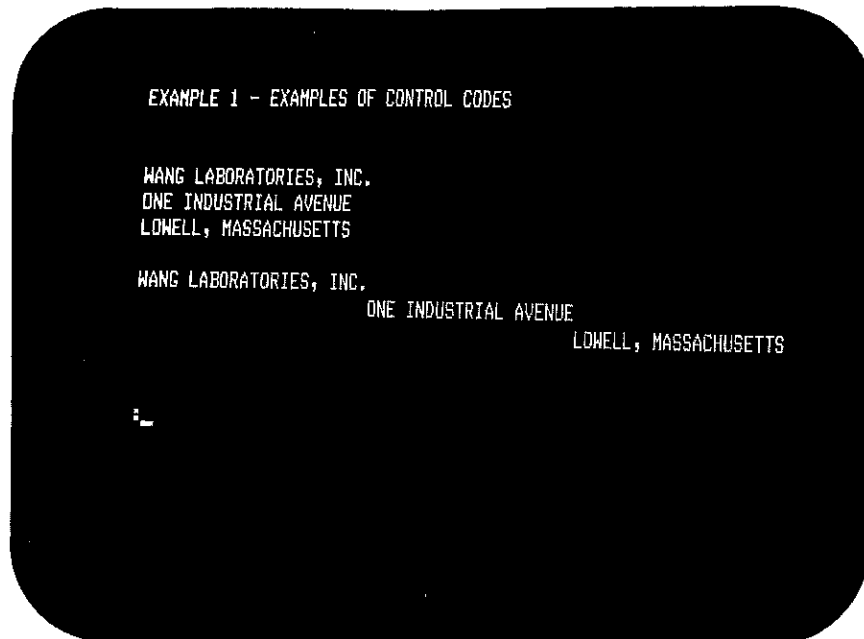 EXAMPLE 1 - EXAMPLES OF CONTROL CODES
WANG LABORATORIES, INC.
ONE INDUSTRIAL AVENUE
LOWELL, MASSACHUSETTS
WANG LABORATORIES, INC.
ONE INDUSTRIAL AVENUE
LOWELL, MASSACHUSETTS
:_